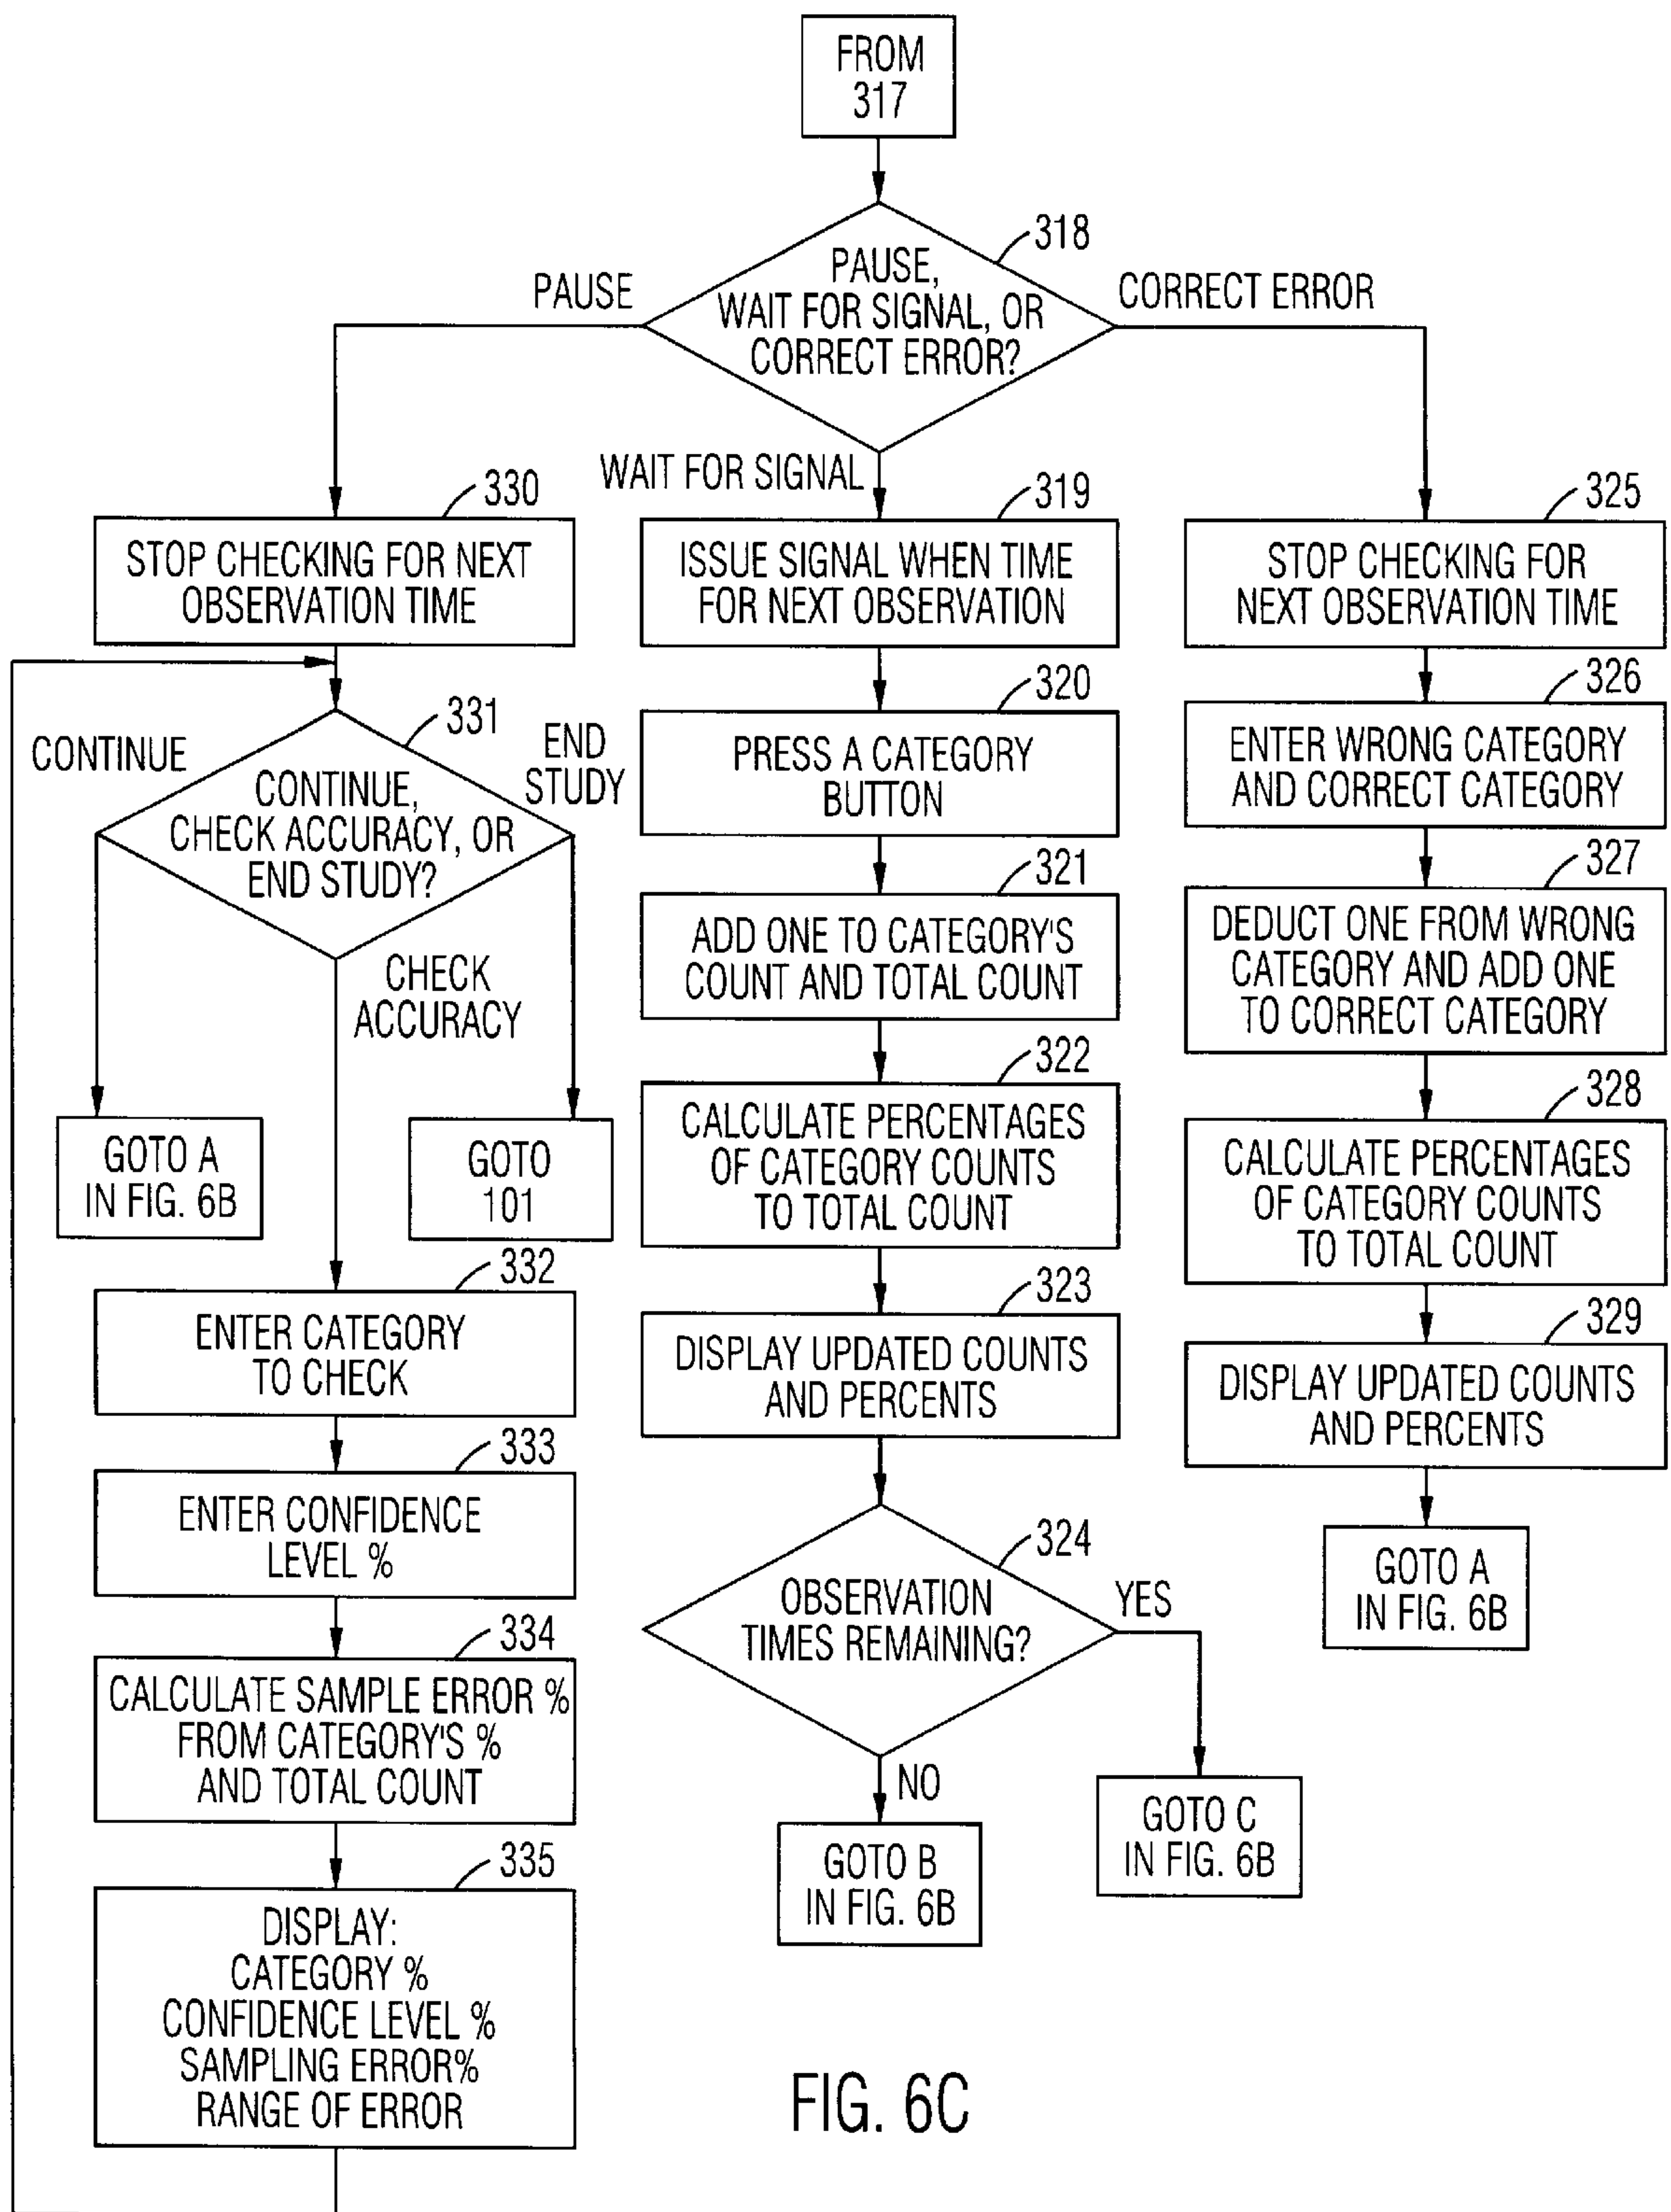 FROM
317
318
PAUSE,
WAIT FOR SIGNAL, OR
CORRECT ERROR?
PAUSE
CORRECT ERROR
WAIT FOR SIGNAL
330
STOP CHECKING FOR NEXT
OBSERVATION TIME
331
CONTINUE
END
STUDY
CONTINUE,
CHECK ACCURACY, OR
END STUDY?
CHECK
ACCURACY
GOTO A
IN FIG. 6B
GOTO
101
332
ENTER CATEGORY
TO CHECK
333
ENTER CONFIDENCE
LEVEL %
334
CALCULATE SAMPLE ERROR %
FROM CATEGORY'S %
AND TOTAL COUNT
335
DISPLAY:
CATEGORY %
CONFIDENCE LEVEL %
SAMPLING ERROR%
RANGE OF ERROR
319
ISSUE SIGNAL WHEN TIME
FOR NEXT OBSERVATION
320
PRESS A CATEGORY
BUTTON
321
ADD ONE TO CATEGORY'S
COUNT AND TOTAL COUNT
322
CALCULATE PERCENTAGES
OF CATEGORY COUNTS
TO TOTAL COUNT
323
DISPLAY UPDATED COUNTS
AND PERCENTS
324
OBSERVATION
TIMES REMAINING?
YES
NO
GOTO B
IN FIG. 6B
GOTO C
IN FIG. 6B
325
STOP CHECKING FOR
NEXT OBSERVATION TIME
326
ENTER WRONG CATEGORY
AND CORRECT CATEGORY
327
DEDUCT ONE FROM WRONG
CATEGORY AND ADD ONE
TO CORRECT CATEGORY
328
CALCULATE PERCENTAGES
OF CATEGORY COUNTS
TO TOTAL COUNT
329
DISPLAY UPDATED COUNTS
AND PERCENTS
GOTO A
IN FIG. 6B
FIG. 6C